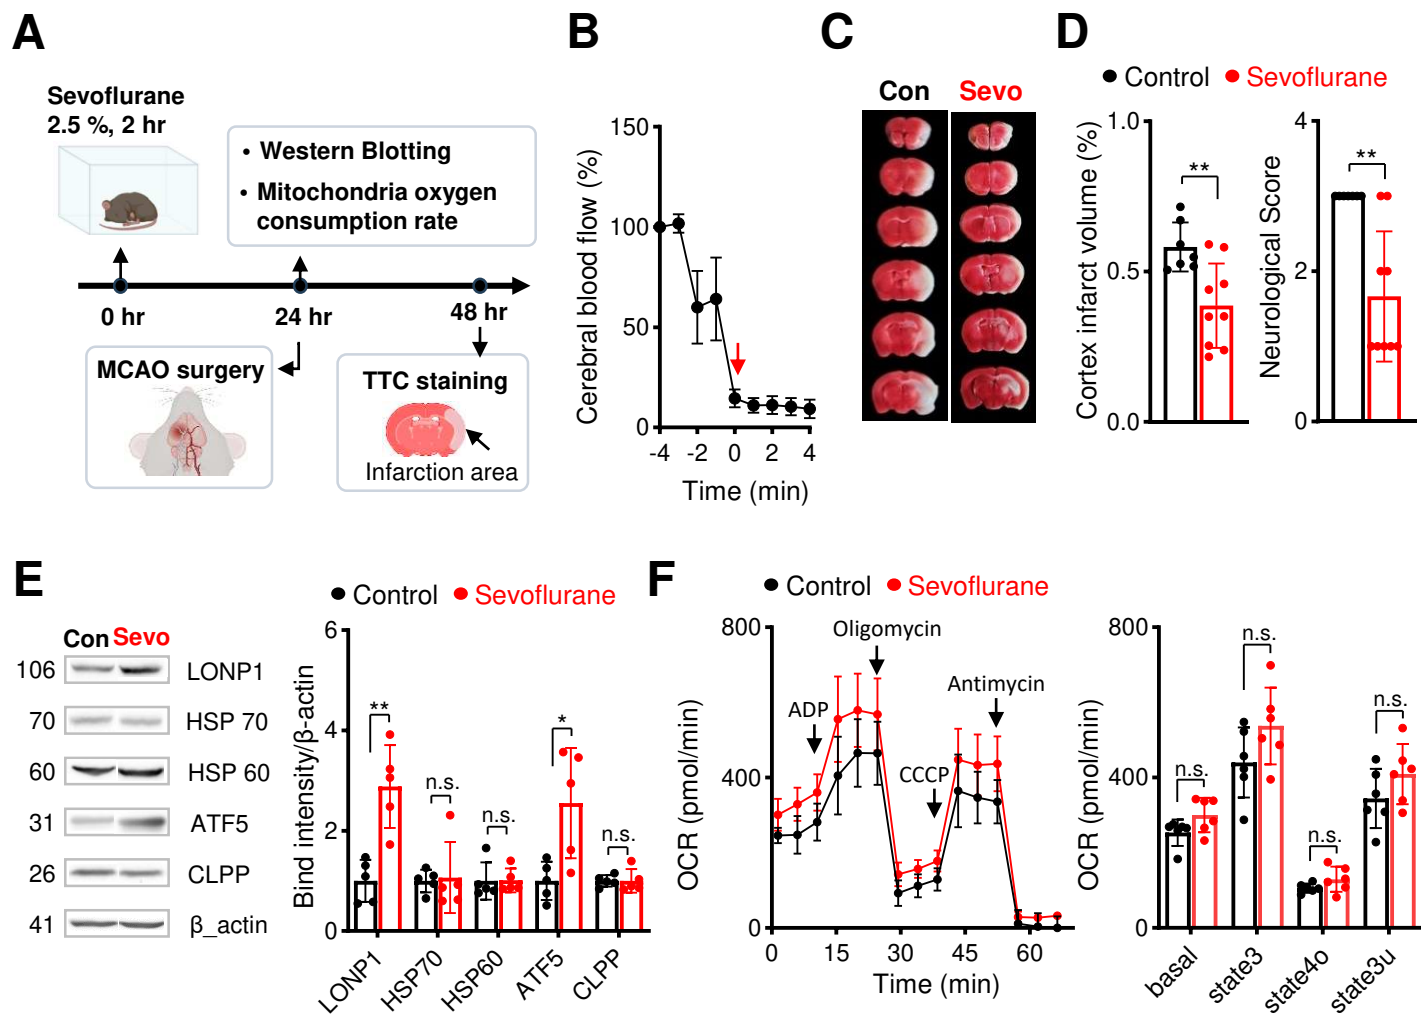 A
Sevoflurane
2.5 %, 2 hr
• Western Blotting
• Mitochondria oxygen
consumption rate
0 hr
24 hr
48 hr
MCAO surgery
TTC staining
Infarction area
B
Cerebral blood flow (%)
150
100
50
0
-4
-2
0
2
4
Time (min)
C
Con
Sevo
D
Control
Sevoflurane
Cortex infarct volume (%)
1.0
0.5
0.0
**
Neurological Score
4
2
0
**
E
Con
Sevo
106
LONP1
70
HSP 70
60
HSP 60
31
ATF5
26
CLPP
41
β_actin
Control
Sevoflurane
Bind intensity/β-actin
6
4
2
0
**
n.s.
n.s.
*
n.s.
LONP1
HSP70
HSP60
ATF5
CLPP
F
Control
Sevoflurane
OCR (pmol/min)
800
400
0
ADP
Oligomycin
CCCP
Antimycin
0
15
30
45
60
Time (min)
OCR (pmol/min)
800
400
0
n.s.
n.s.
n.s.
n.s.
basal
state3
state4o
state3u